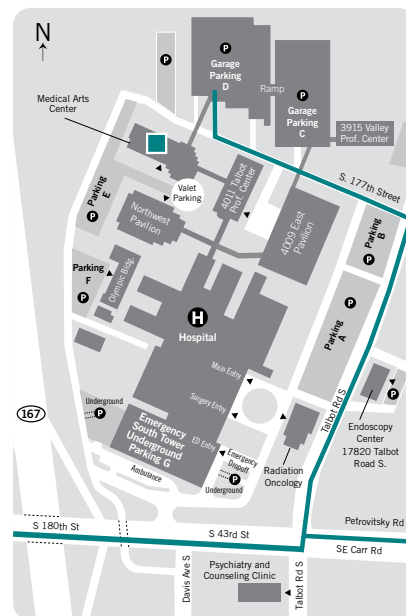 N
P
P
Garage
Parking
D
P
Garage
Parking
C
Ramp
3915 Valley
Prof. Center
Medical Arts
Center
S. 177th Street
Valet
Parking
4011 Talbot
Prof. Center
4009 East
Pavilion
Parking E
P
Northwest
Pavilion
Parking B
P
Parking
F
P
Olympic Bldg.
H
Hospital
P
Parking
A
Main Entry
Talbot Rd S
P
Endoscopy
Center
17820 Talbot
Road S.
167
Underground
P
Surgery Entry
Emergency
South Tower
Underground
Parking G
ED Entry
Emergency
Dropoff
P
Underground
Radiation
Oncology
Ambulance
S 180th St
S 43rd St
Petrovitsky Rd
SE Carr Rd
Davis Ave S
Psychiatry and
Counseling Clinic
Talbot Rd S